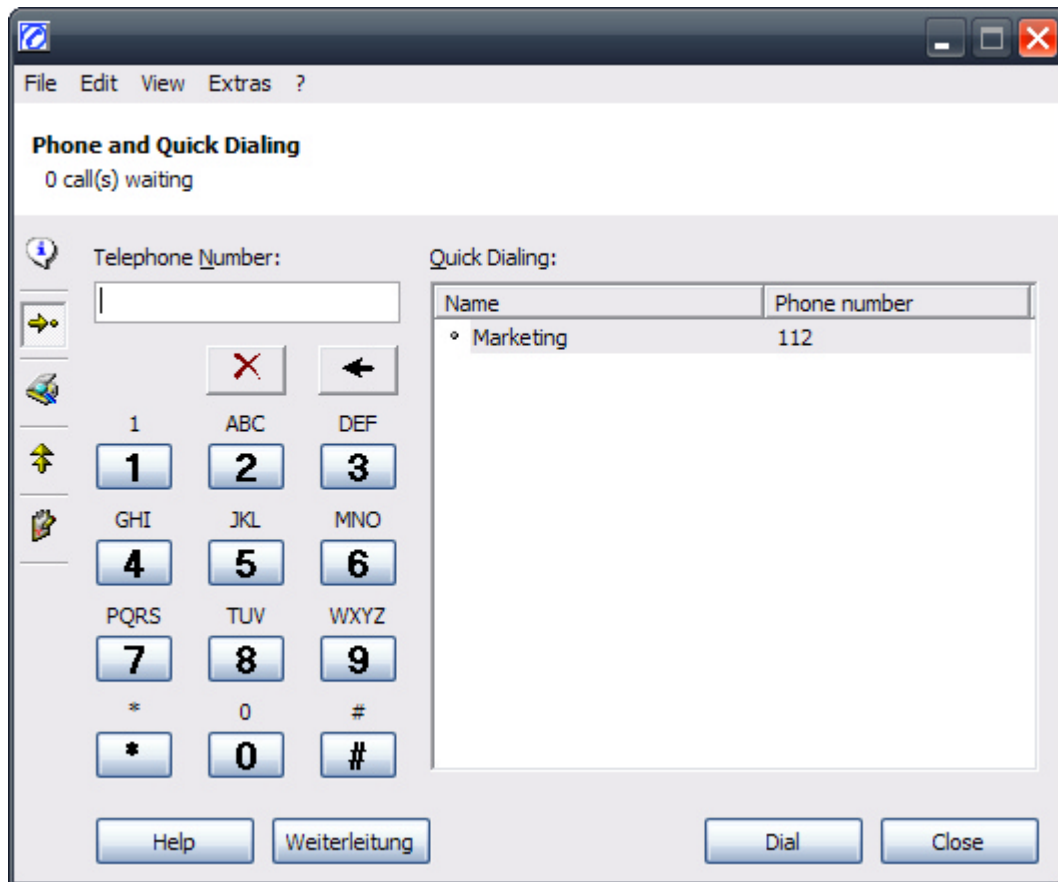 File Edit View Extras ?
Phone and Quick Dialing
0 call(s) waiting
Telephone Number:
Quick Dialing:
Name Phone number
Marketing 112
1 ABC DEF
1 2 3
GHI JKL MNO
4 5 6
PQRS TUV WXYZ
7 8 9
* 0 #
* 0 #
Help Weiterleitung Dial Close